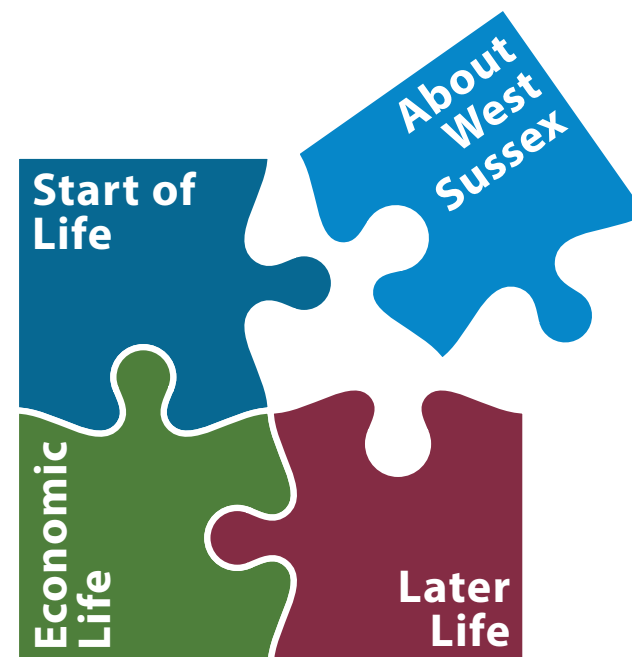 Start of
Life
About
West
Sussex
Economic
Life
Later
Life